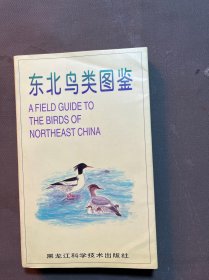 东北鸟类图鉴
A FIELD GUIDE TO
THE BIRDS OF
NORTHEAST CHINA
黑龙江科学技术出版社